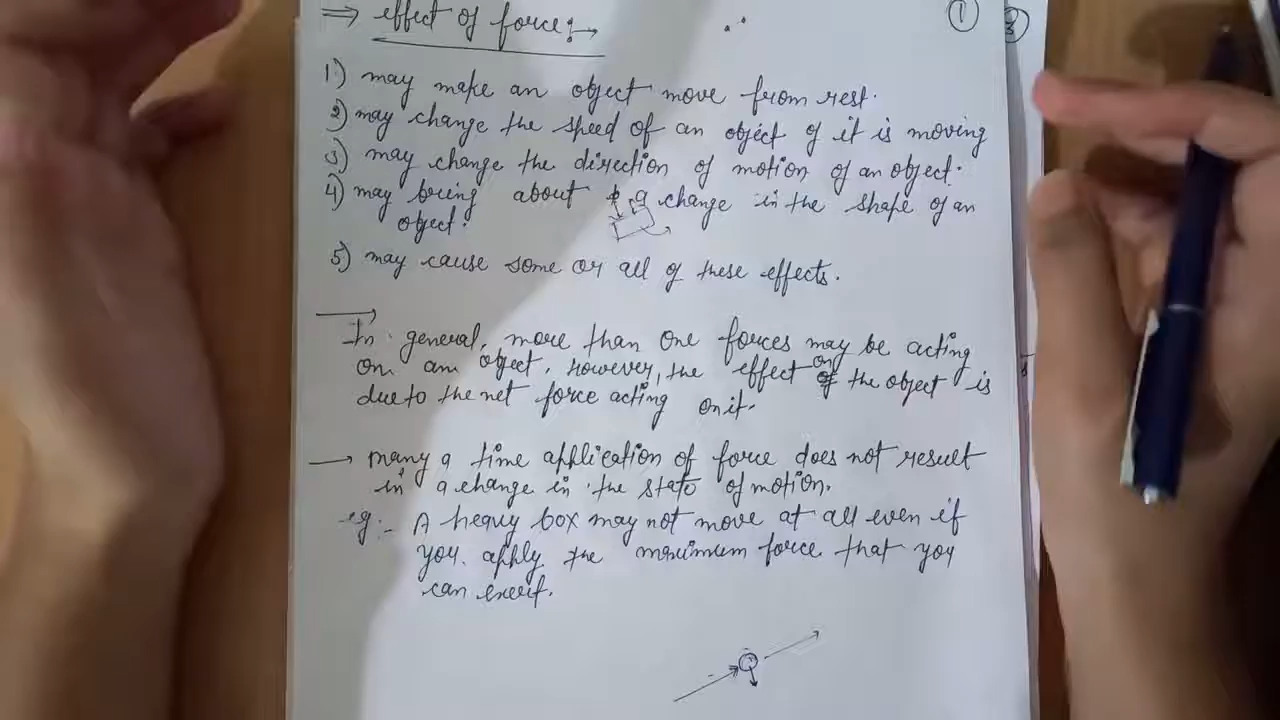 ⇒ effect of force:→
①
3
1) may make an object move from rest.
2) may change the speed of an object of it is moving
3) may change the direction of motion of an object.
4) may bring about a change in the shape of an
object.
5) may cause some or all of these effects.
→
In general, more than one forces may be acting
on am object, however, the effect on the object is
due to the net force acting on it.
→ many a time application of force does not result
in a change in the state of motion.
eg:- A heavy box may not move at all even if
you. apply the maximum force that you
can exert.